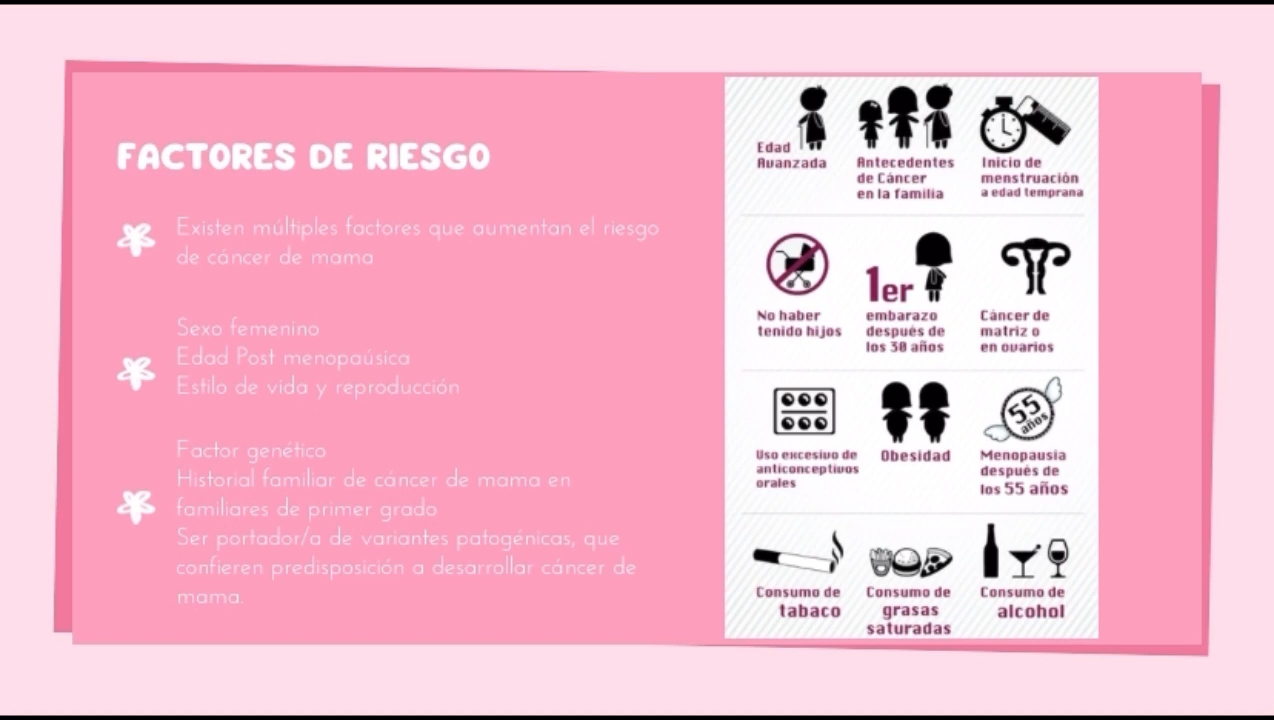 FACTORES DE RIESGO
Existen múltiples factores que aumentan el riesgo
de cáncer de mama
Sexo femenino
Edad Post menopaúsica
Estilo de vida y reproducción
Factor genético
Historial familiar de cáncer de mama en
familiares de primer grado
Ser portador/a de variantes patogénicas, que
confieren predisposición a desarrollar cáncer de
mama.
Edad
Avanzada
Antecedentes
de Cáncer
en la familia
Inicio de
menstruación
a edad temprana
No haber
tenido hijos
1er
embarazo
después de
los 30 años
Cáncer de
matriz o
en ovarios
Uso excesivo de
anticonceptivos
orales
Obesidad
55
años
Menopausia
después de
los 55 años
Consumo de
tabaco
Consumo de
grasas
saturadas
Consumo de
alcohol